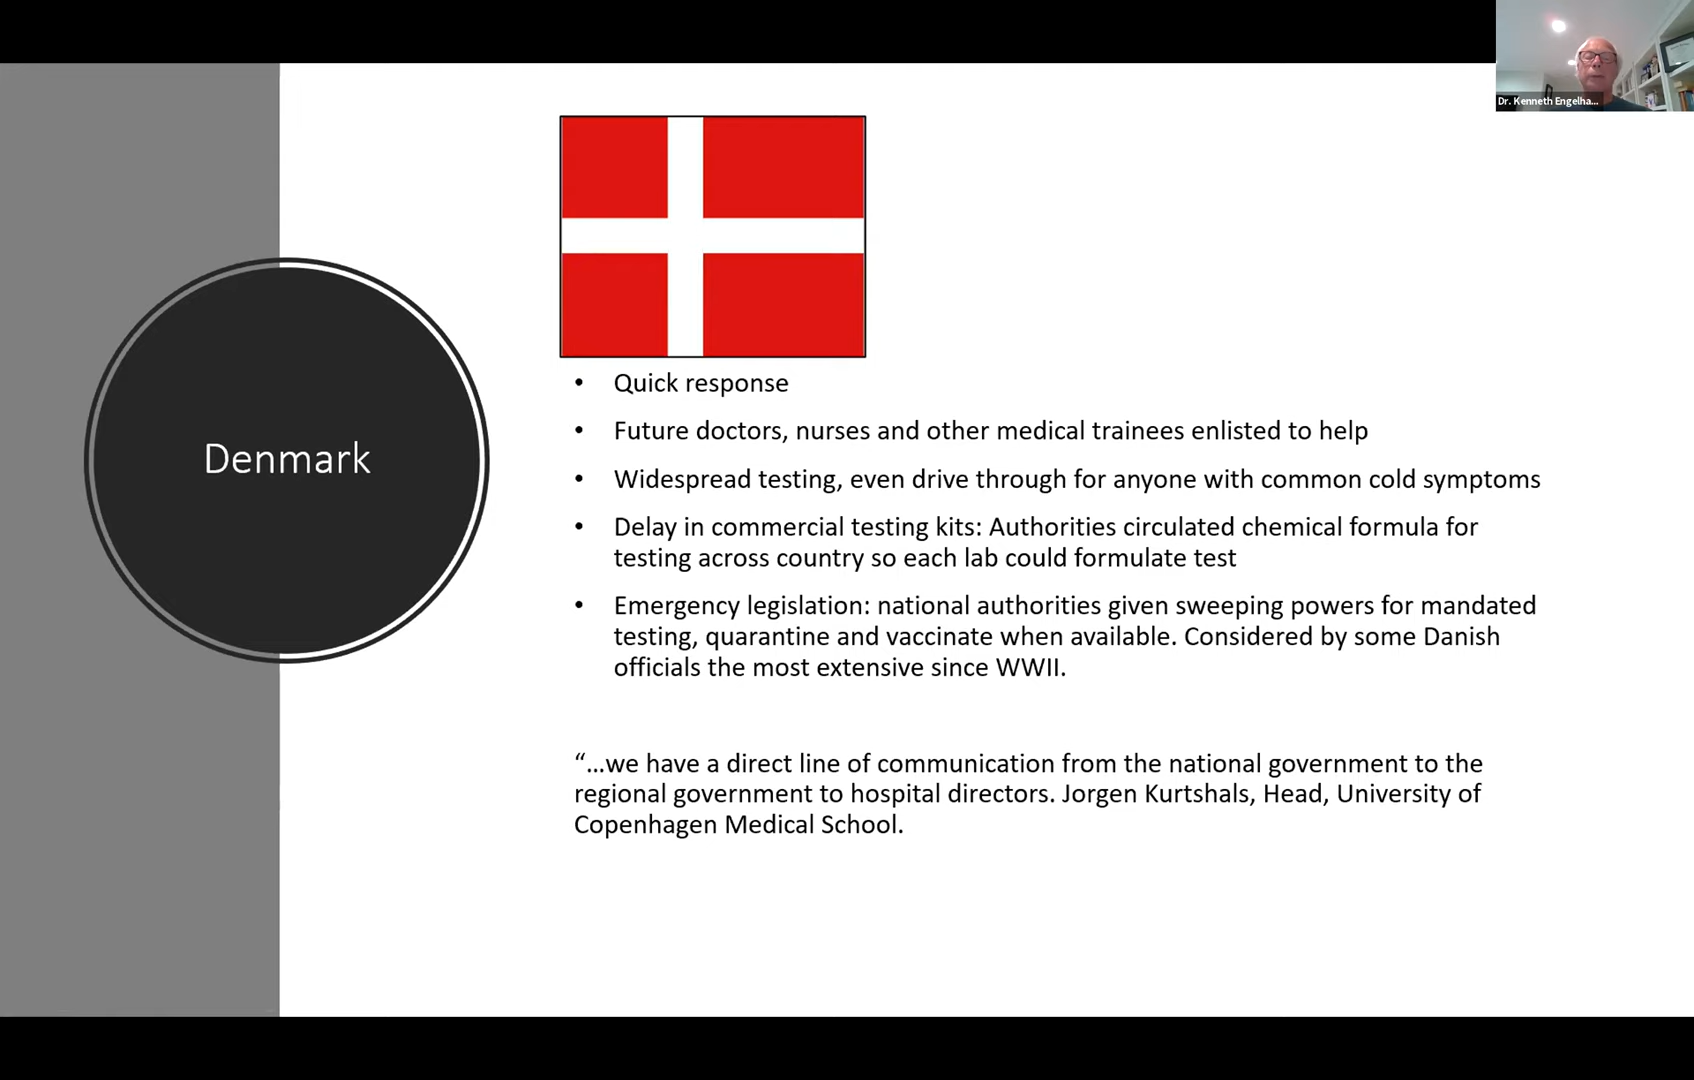 Dr. Kenneth Engelha...
Denmark
• Quick response
• Future doctors, nurses and other medical trainees enlisted to help
• Widespread testing, even drive through for anyone with common cold symptoms
• Delay in commercial testing kits: Authorities circulated chemical formula for
testing across country so each lab could formulate test
• Emergency legislation: national authorities given sweeping powers for mandated
testing, quarantine and vaccinate when available. Considered by some Danish
officials the most extensive since WWII.
“…we have a direct line of communication from the national government to the
regional government to hospital directors. Jorgen Kurtshals, Head, University of
Copenhagen Medical School.